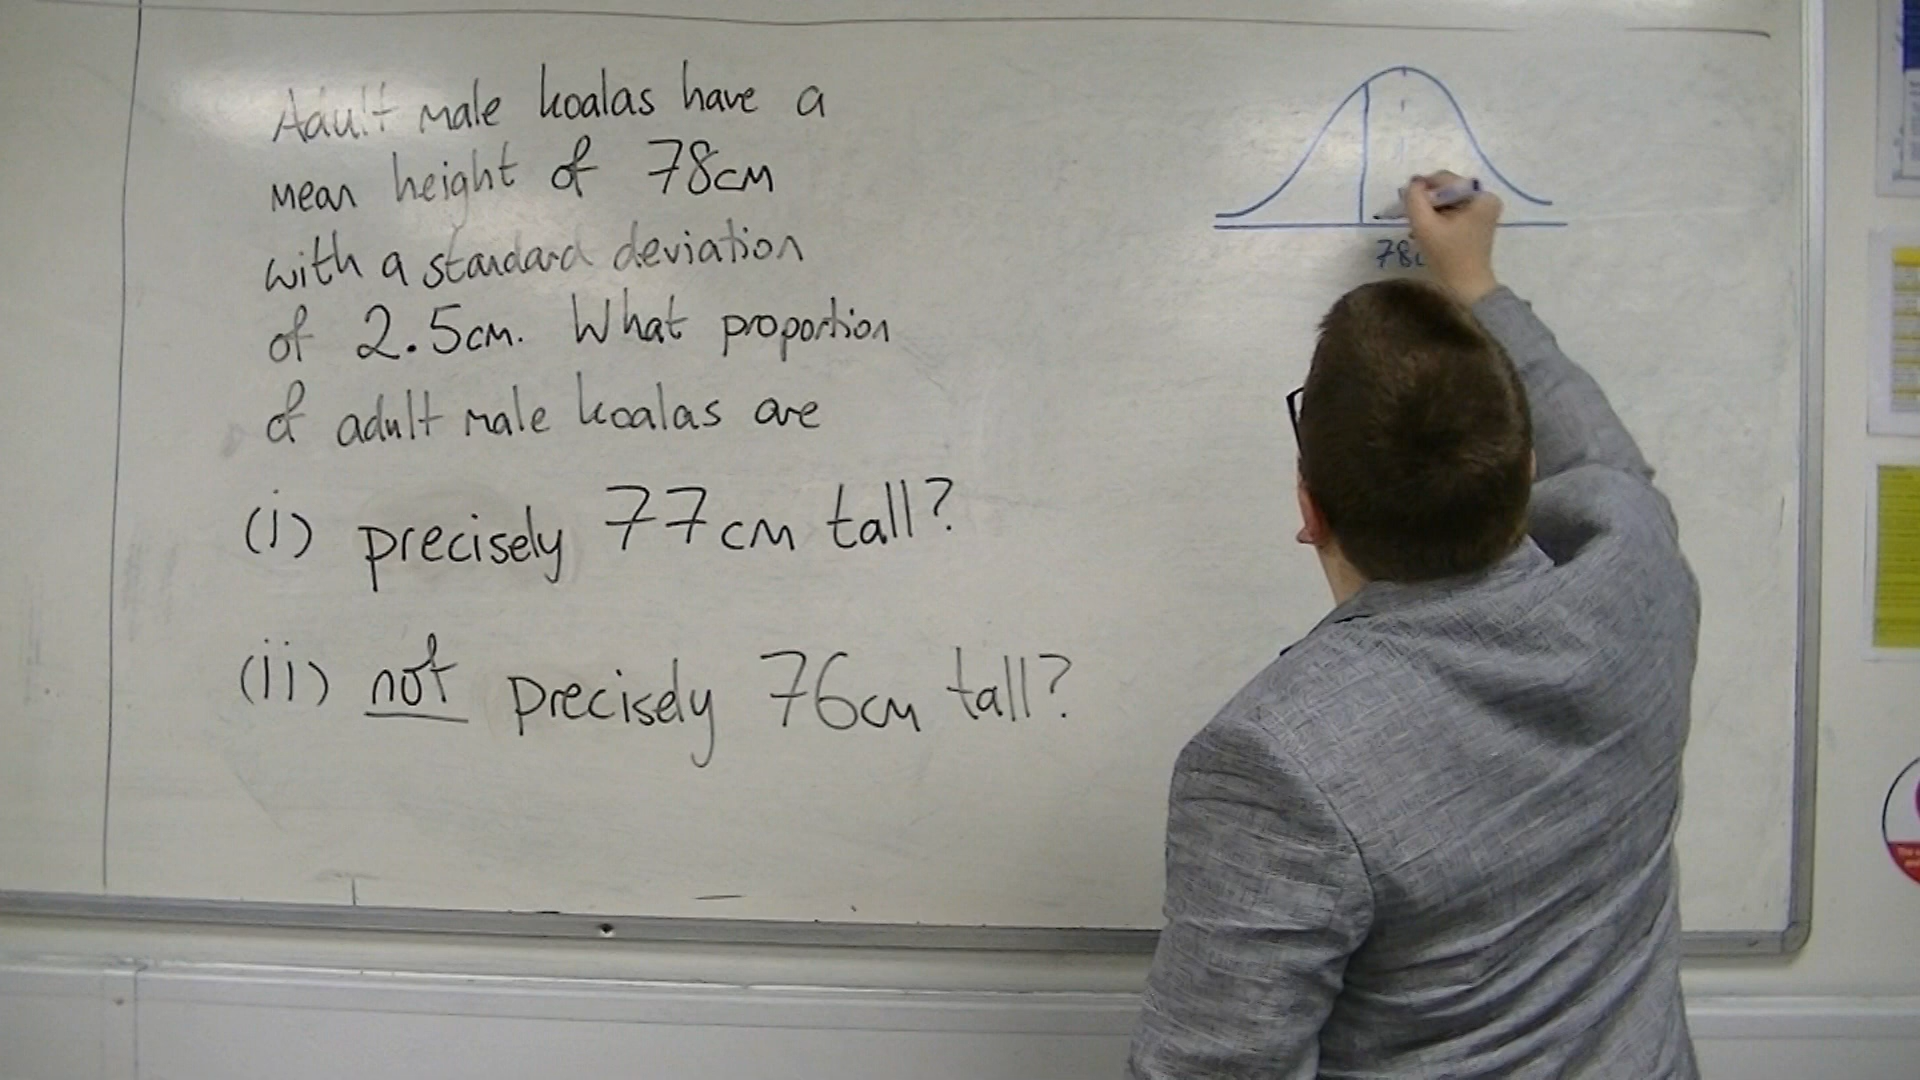 Adult male koalas have a
mean height of 78cm
with a standard deviation
of 2.5cm. What proportion
of adult male koalas are
(i) precisely 77cm tall?
(ii) not precisely 76cm tall?
78c